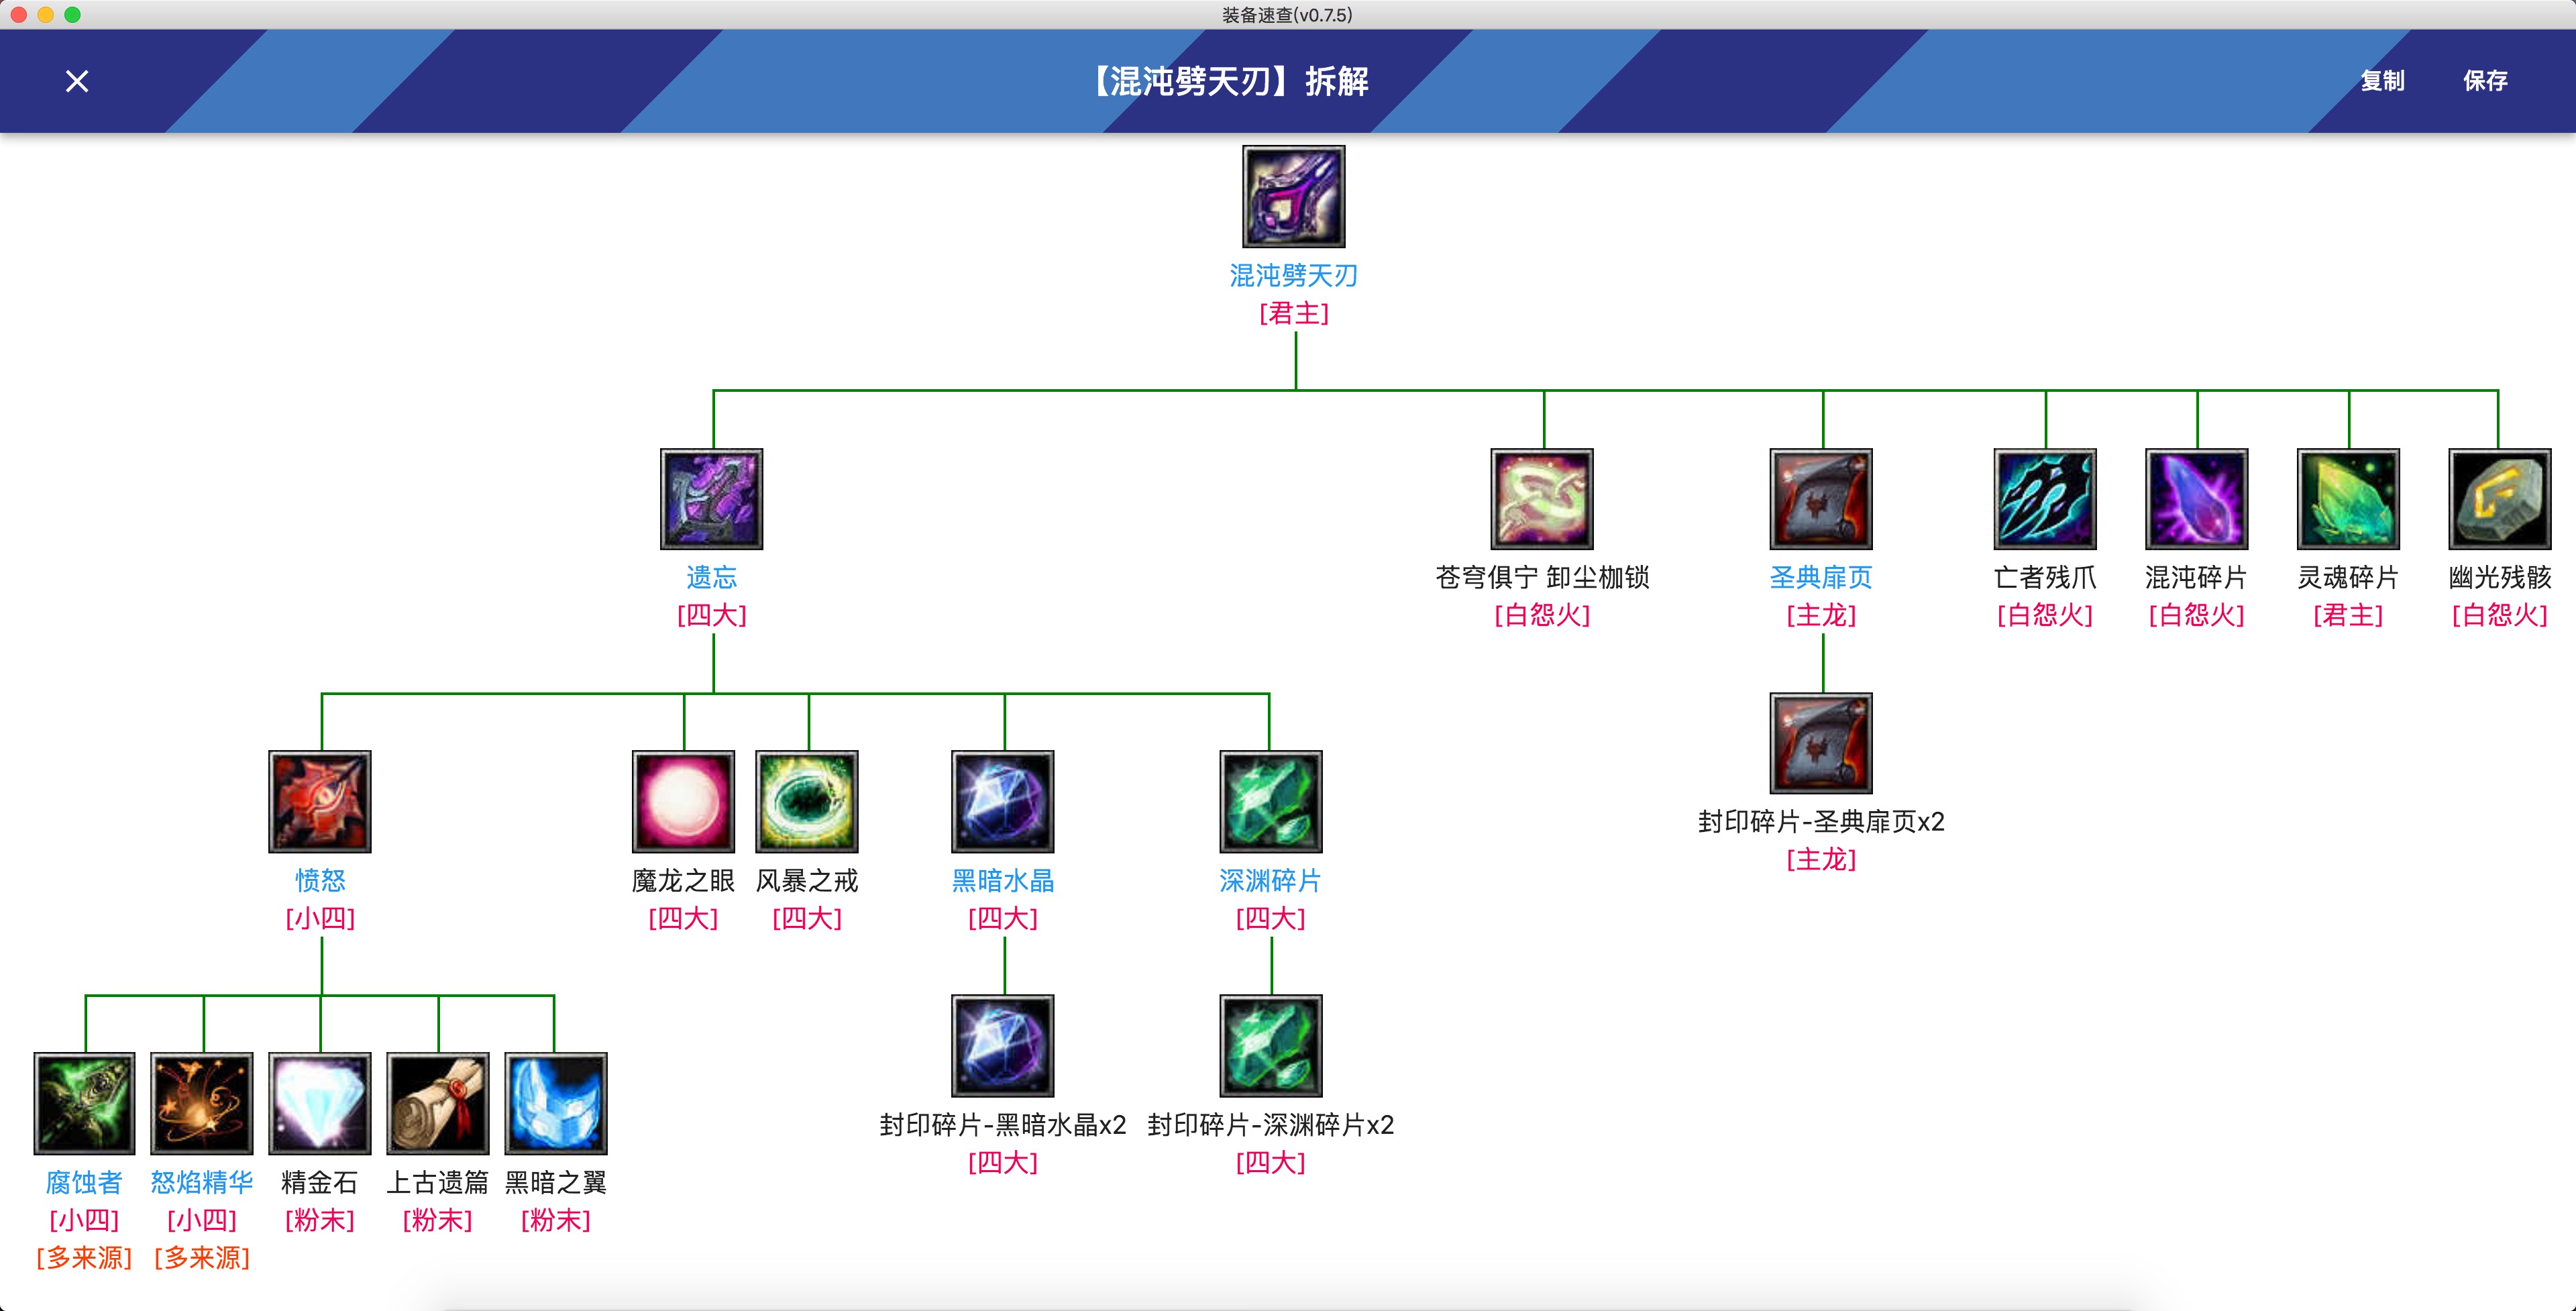 装备速查(v0.7.5)
【混沌劈天刃】拆解
复制
保存
混沌劈天刃
[君主]
遗忘
[四大]
苍穹俱宁 卸尘枷锁
[白怨火]
圣典扉页
[主龙]
亡者残爪
[白怨火]
混沌碎片
[白怨火]
灵魂碎片
[君主]
幽光残骸
[白怨火]
封印碎片-圣典扉页x2
[主龙]
愤怒
[小四]
魔龙之眼
[四大]
风暴之戒
[四大]
黑暗水晶
[四大]
深渊碎片
[四大]
封印碎片-黑暗水晶x2
[四大]
封印碎片-深渊碎片x2
[四大]
腐蚀者
[小四]
[多来源]
怒焰精华
[小四]
[多来源]
精金石
[粉末]
上古遗篇
[粉末]
黑暗之翼
[粉末]